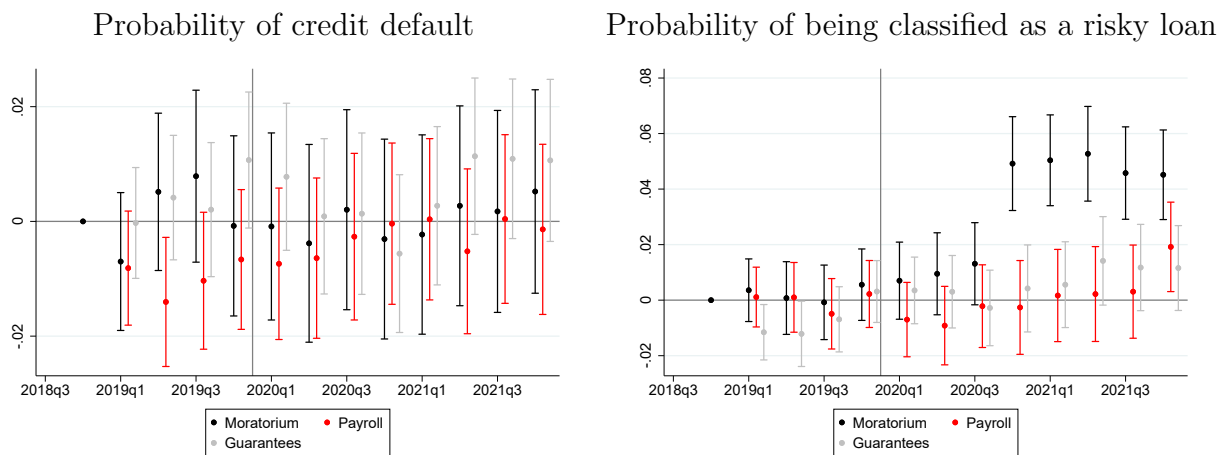 Probability of credit default
.02
0
-.02
2018q3 2019q1 2019q3 2020q1 2020q3 2021q1 2021q3
Moratorium Payroll
Guarantees
Probability of being classified as a risky loan
.08
.06
.04
.02
0
-.02
2018q3 2019q1 2019q3 2020q1 2020q3 2021q1 2021q3
Moratorium Payroll
Guarantees